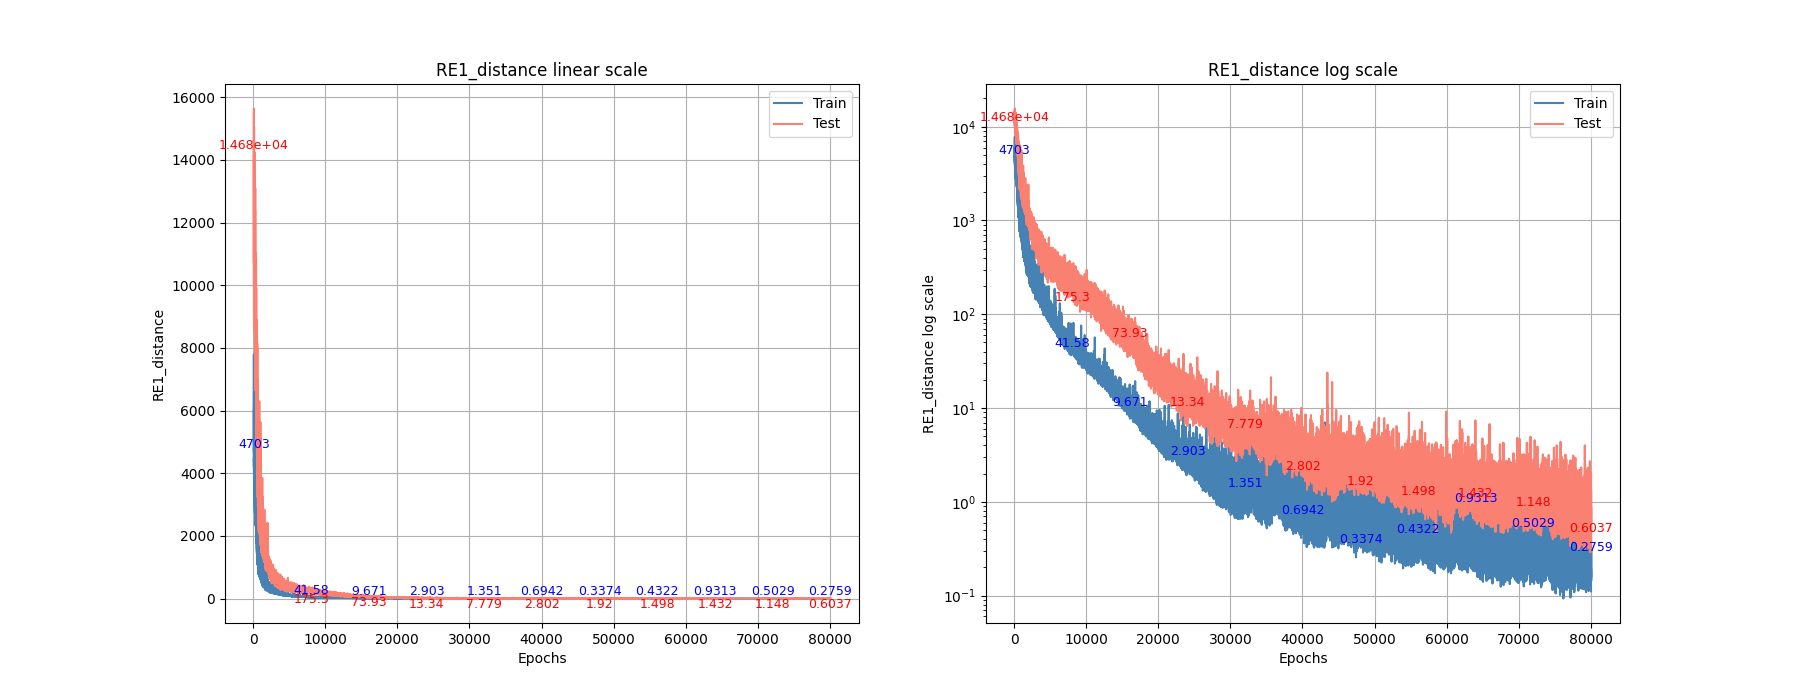 RE1_distance linear scale
16000
14000
12000
10000
8000
6000
4000
2000
0
RE1_distance
Train
Test
1.468e+04
4703
41.58 9.671 2.903 1.351 0.6942 0.3374 0.4322 0.9313 0.5029 0.2759
175.3 73.93 13.34 7.779 2.802 1.92 1.498 1.432 1.148 0.6037
0 10000 20000 30000 40000 50000 60000 70000 80000
Epochs
RE1_distance log scale
10^4
10^3
10^2
10^1
10^0
10^-1
RE1_distance log scale
Train
Test
1.468e+04
4703
175.3
41.58
73.93
9.671
13.34
2.903
7.779
1.351
2.802
0.6942
1.92
0.3374
1.498
0.4322
1.432
0.9313
1.148
0.5029
0.6037
0.2759
0 10000 20000 30000 40000 50000 60000 70000 80000
Epochs